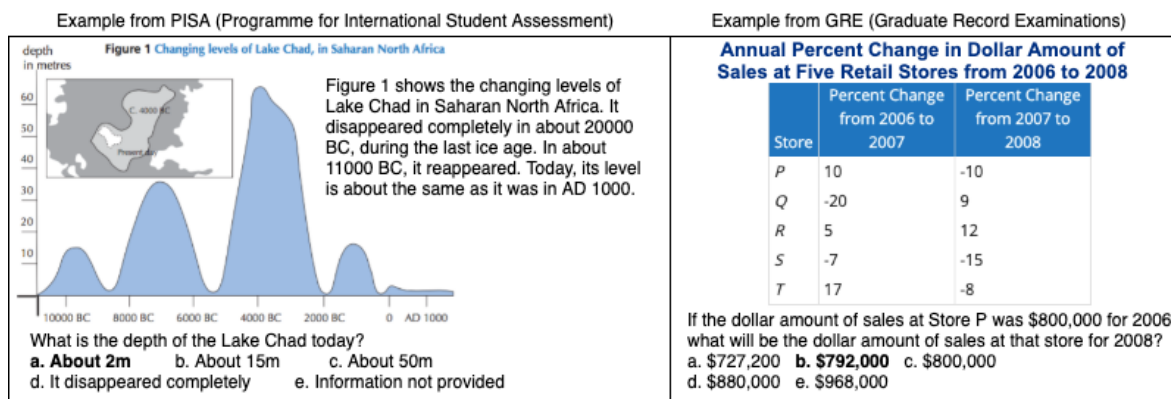 Example from PISA (Programme for International Student Assessment)
depth
in metres
Figure 1 Changing levels of Lake Chad, in Saharan North Africa
60
50
40
30
20
10
C. 4000 BC
Present day
10000 BC 8000 BC 6000 BC 4000 BC 2000 BC 0 AD 1000
Figure 1 shows the changing levels of
Lake Chad in Saharan North Africa. It
disappeared completely in about 20000
BC, during the last ice age. In about
11000 BC, it reappeared. Today, its level
is about the same as it was in AD 1000.
What is the depth of the Lake Chad today?
a. About 2m b. About 15m c. About 50m
d. It disappeared completely e. Information not provided
Example from GRE (Graduate Record Examinations)
Annual Percent Change in Dollar Amount of
Sales at Five Retail Stores from 2006 to 2008
Store Percent Change from 2006 to 2007 Percent Change from 2007 to 2008
P 10 -10
Q -20 9
R 5 12
S -7 -15
T 17 -8
If the dollar amount of sales at Store P was $800,000 for 2006
what will be the dollar amount of sales at that store for 2008?
a. $727,200 b. $792,000 c. $800,000
d. $880,000 e. $968,000